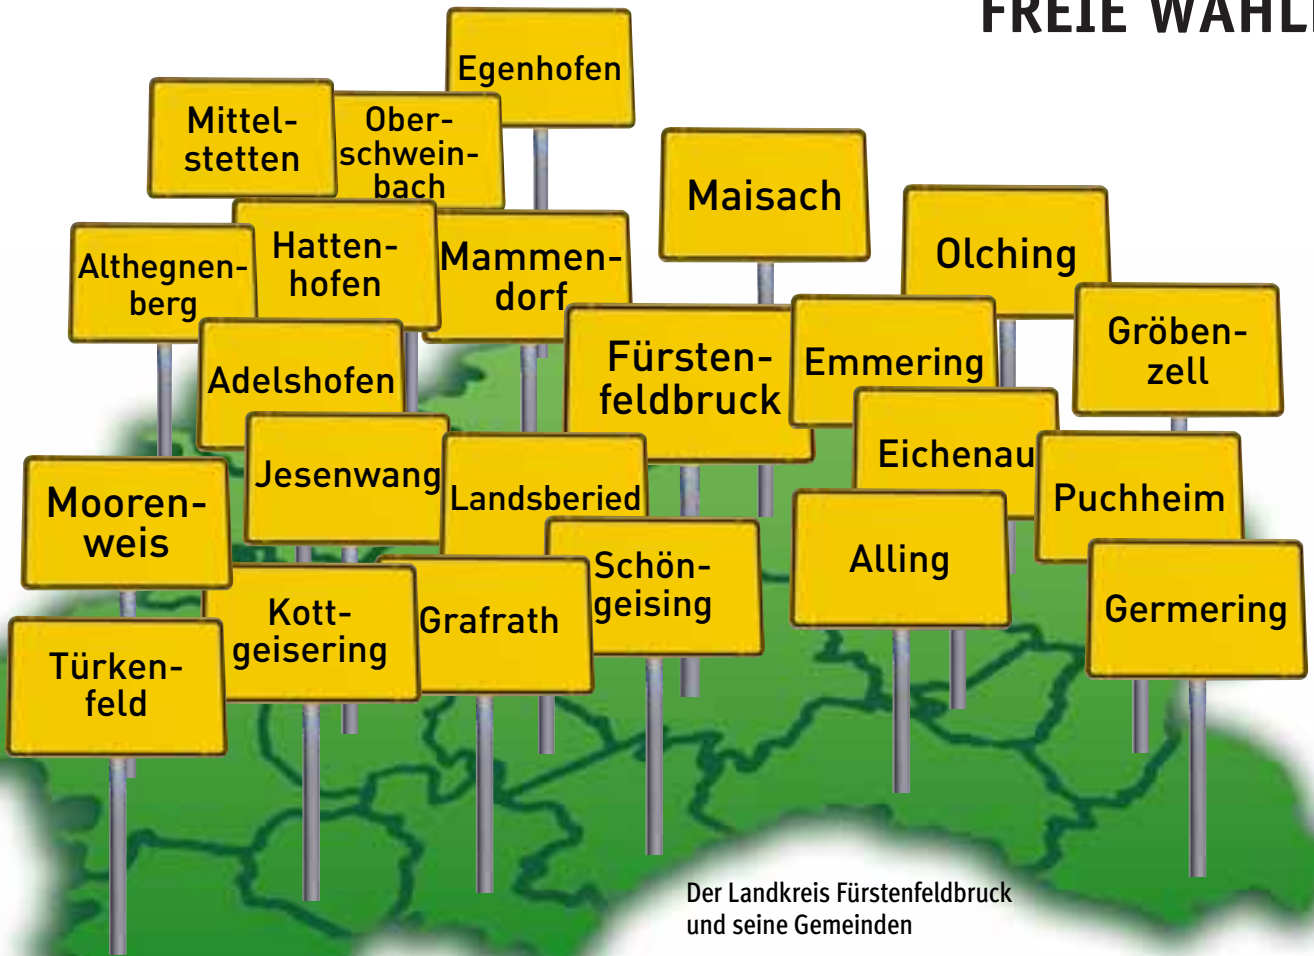 FREIE WÄHL
Egenhofen
Mittel-
stetten
Ober-
schwein-
bach
Maisach
Olching
Althegnen-
berg
Hatten-
hofen
Mammen-
dorf
Gröben-
zell
Adelshofen
Fürsten-
feldbruck
Emmering
Jesenwang
Landsberied
Eichenau
Puchheim
Mooren-
weis
Schön-
geising
Alling
Germering
Kott-
geisering
Grafrath
Türken-
feld
Der Landkreis Fürstenfeldbruck
und seine Gemeinden